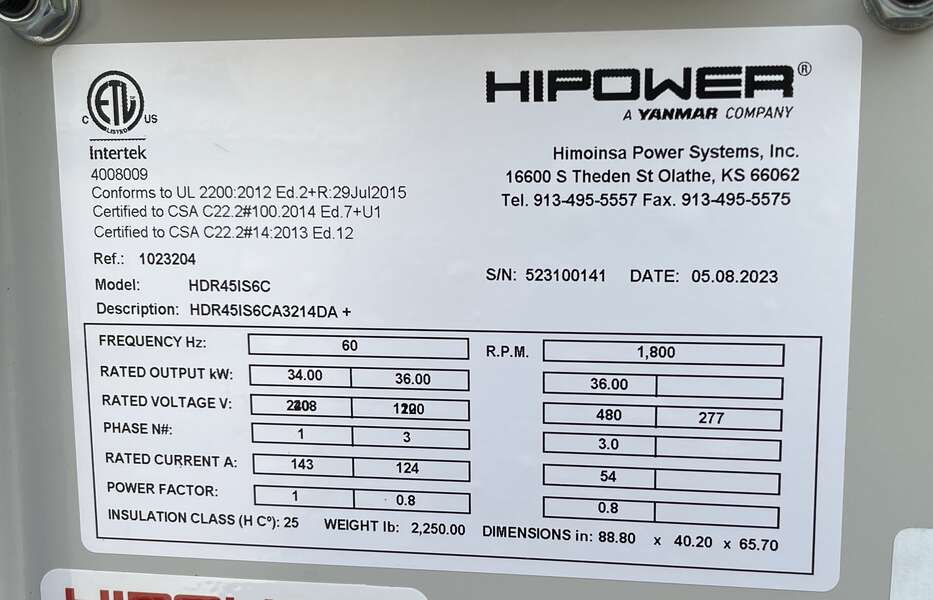 ETL
LISTED
C US
Intertek
4008009
Conforms to UL 2200:2012 Ed.2+R:29Jul2015
Certified to CSA C22.2#100.2014 Ed.7+U1
Certified to CSA C22.2#14:2013 Ed.12
HIPOWER®
A YANMAR COMPANY
Himoinsa Power Systems, Inc.
16600 S Theden St Olathe, KS 66062
Tel. 913-495-5557 Fax. 913-495-5575
Ref.: 1023204
Model: HDR45IS6C
S/N: 523100141 DATE: 05.08.2023
Description: HDR45IS6CA3214DA +
FREQUENCY Hz: 60 R.P.M. 1,800
RATED OUTPUT kW: 34.00 36.00 36.00
RATED VOLTAGE V: 480 277
PHASE N#: 1 3 3.0
RATED CURRENT A: 143 124 54
POWER FACTOR: 1 0.8 0.8
INSULATION CLASS (H Cº): 25 WEIGHT lb: 2,250.00 DIMENSIONS in: 88.80 x 40.20 x 65.70